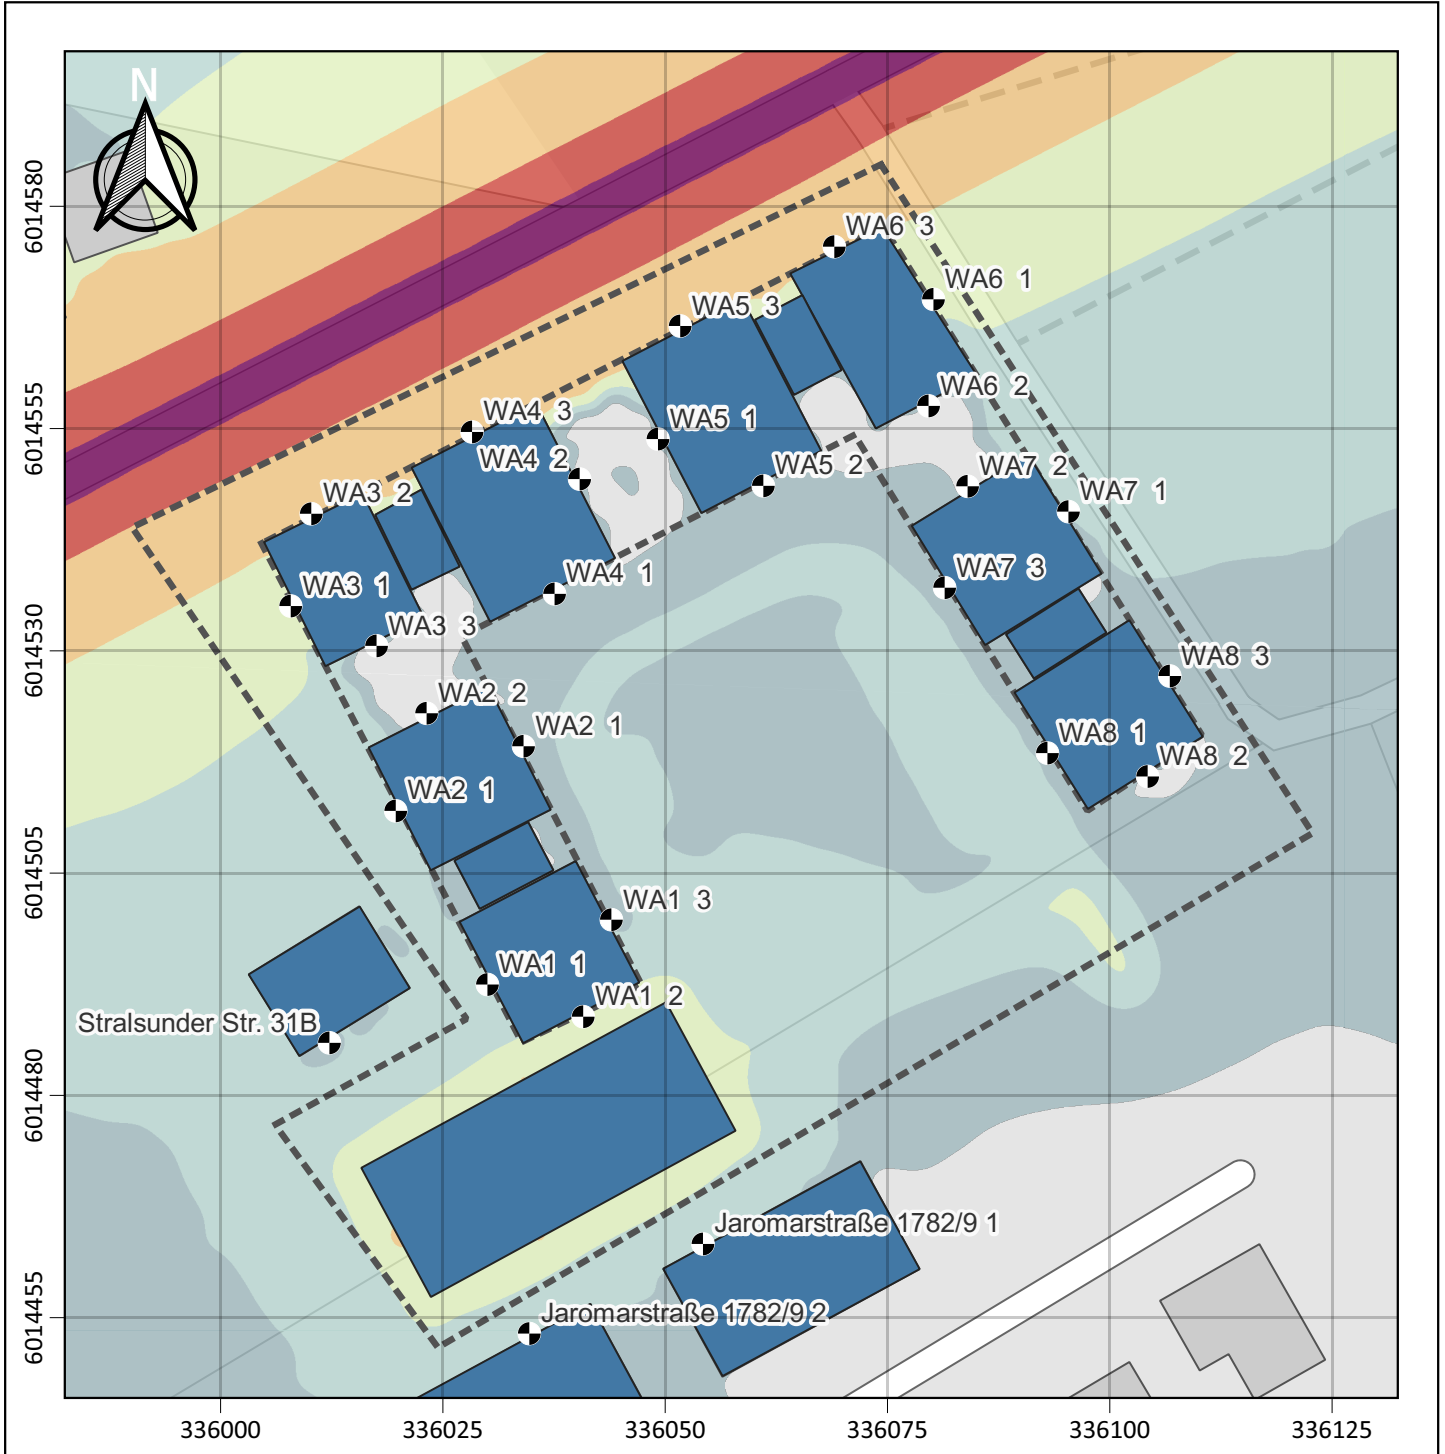 N
6014580
6014555
6014530
6014505
6014480
6014455
WA6 3
WA6 1
WA5 3
WA6 2
WA4 3
WA5 1
WA4 2
WA5 2
WA7 2
WA3 2
WA7 1
WA4 1
WA7 3
WA3 1
WA3 3
WA8 3
WA2 2
WA2 1
WA8 1
WA8 2
WA2 1
WA1 3
WA1 1
WA1 2
Stralsunder Str. 31B
Jaromarstraße 1782/9 1
Jaromarstraße 1782/9 2
336000 336025 336050 336075 336100 336125